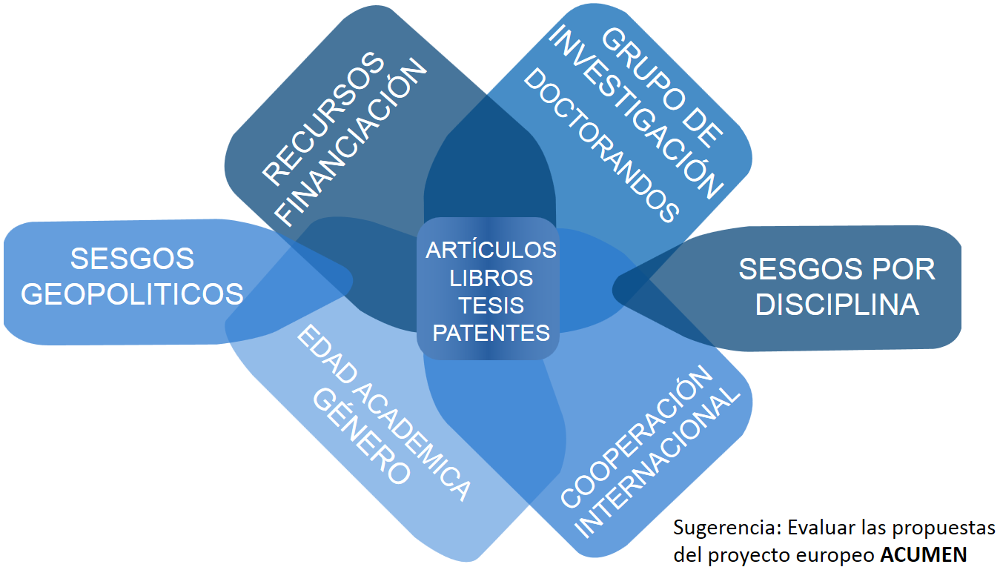 RECURSOS
FINANCIACIÓN
GRUPO DE
INVESTIGACIÓN
DOCTORANDOS
SESGOS
GEOPOLITICOS
ARTÍCULOS
LIBROS
TESIS
PATENTES
SESGOS POR
DISCIPLINA
EDAD ACADEMICA
GÉNERO
COOPERACIÓN
INTERNACIONAL
Sugerencia: Evaluar las propuestas
del proyecto europeo ACUMEN